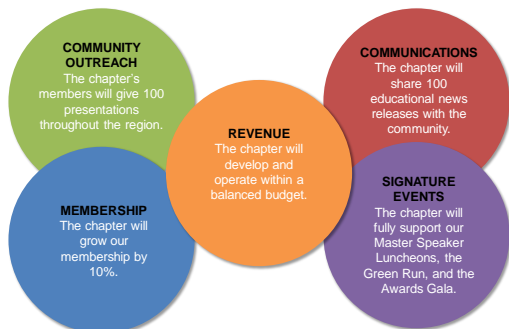 COMMUNITY
OUTREACH
The chapter's
members will give 100
presentations
throughout the region.
COMMUNICATIONS
The chapter will
share 100
educational news
releases with the
community.
REVENUE
The chapter will
develop and
operate within a
balanced budget.
MEMBERSHIP
The chapter will
grow our
membership by
10%.
SIGNATURE
EVENTS
The chapter will
fully support our
Master Speaker
Luncheons, the
Green Run, and the
Awards Gala.